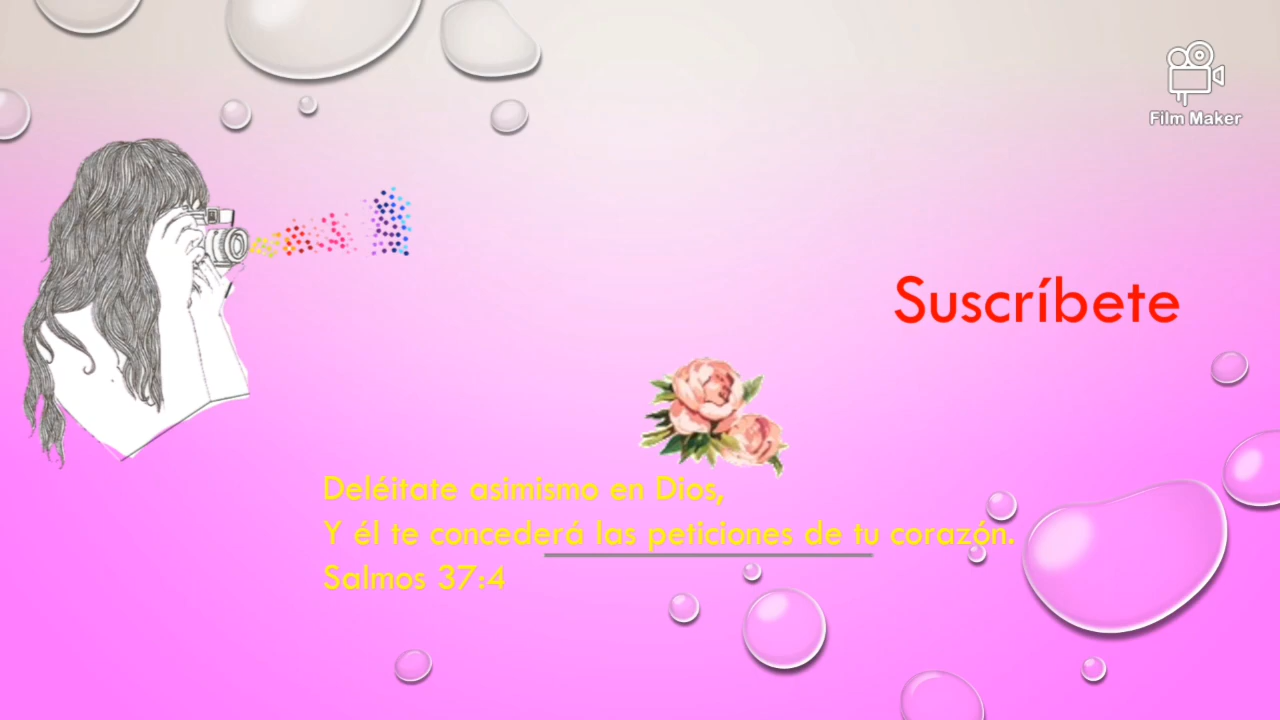 Film Maker
Suscríbete
Deléitate asimismo en Dios,
Y él te concederá las peticiones de tu corazón.
Salmos 37:4